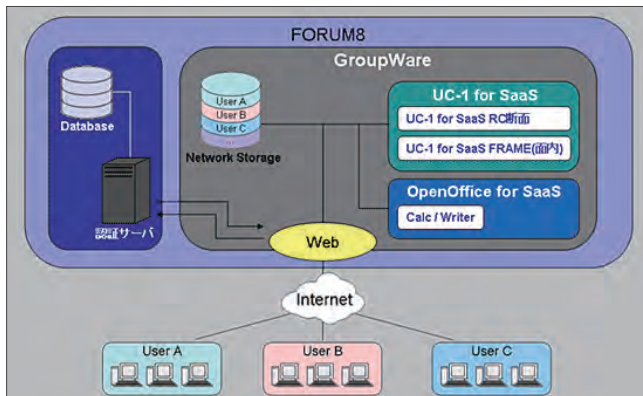 FORUM8
GroupWare
Database
認証サーバ
User A
User B
User C
Network Storage
UC-1 for SaaS
UC-1 for SaaS RC断面
UC-1 for SaaS FRAME(面内)
OpenOffice for SaaS
Calc / Writer
Web
Internet
User A
User B
User C